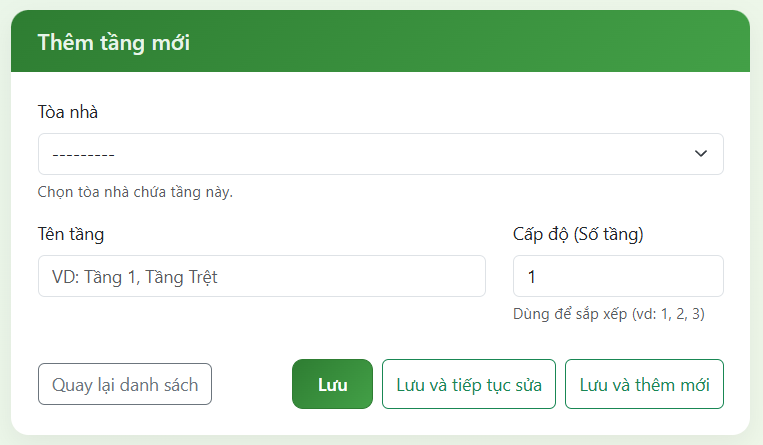 Thêm tầng mới
Tòa nhà
---------
Chọn tòa nhà chứa tầng này.
Tên tầng
Cấp độ (Số tầng)
VD: Tầng 1, Tầng Trệt
1
Dùng để sắp xếp (vd: 1, 2, 3)
Quay lại danh sách
Lưu
Lưu và tiếp tục sửa
Lưu và thêm mới